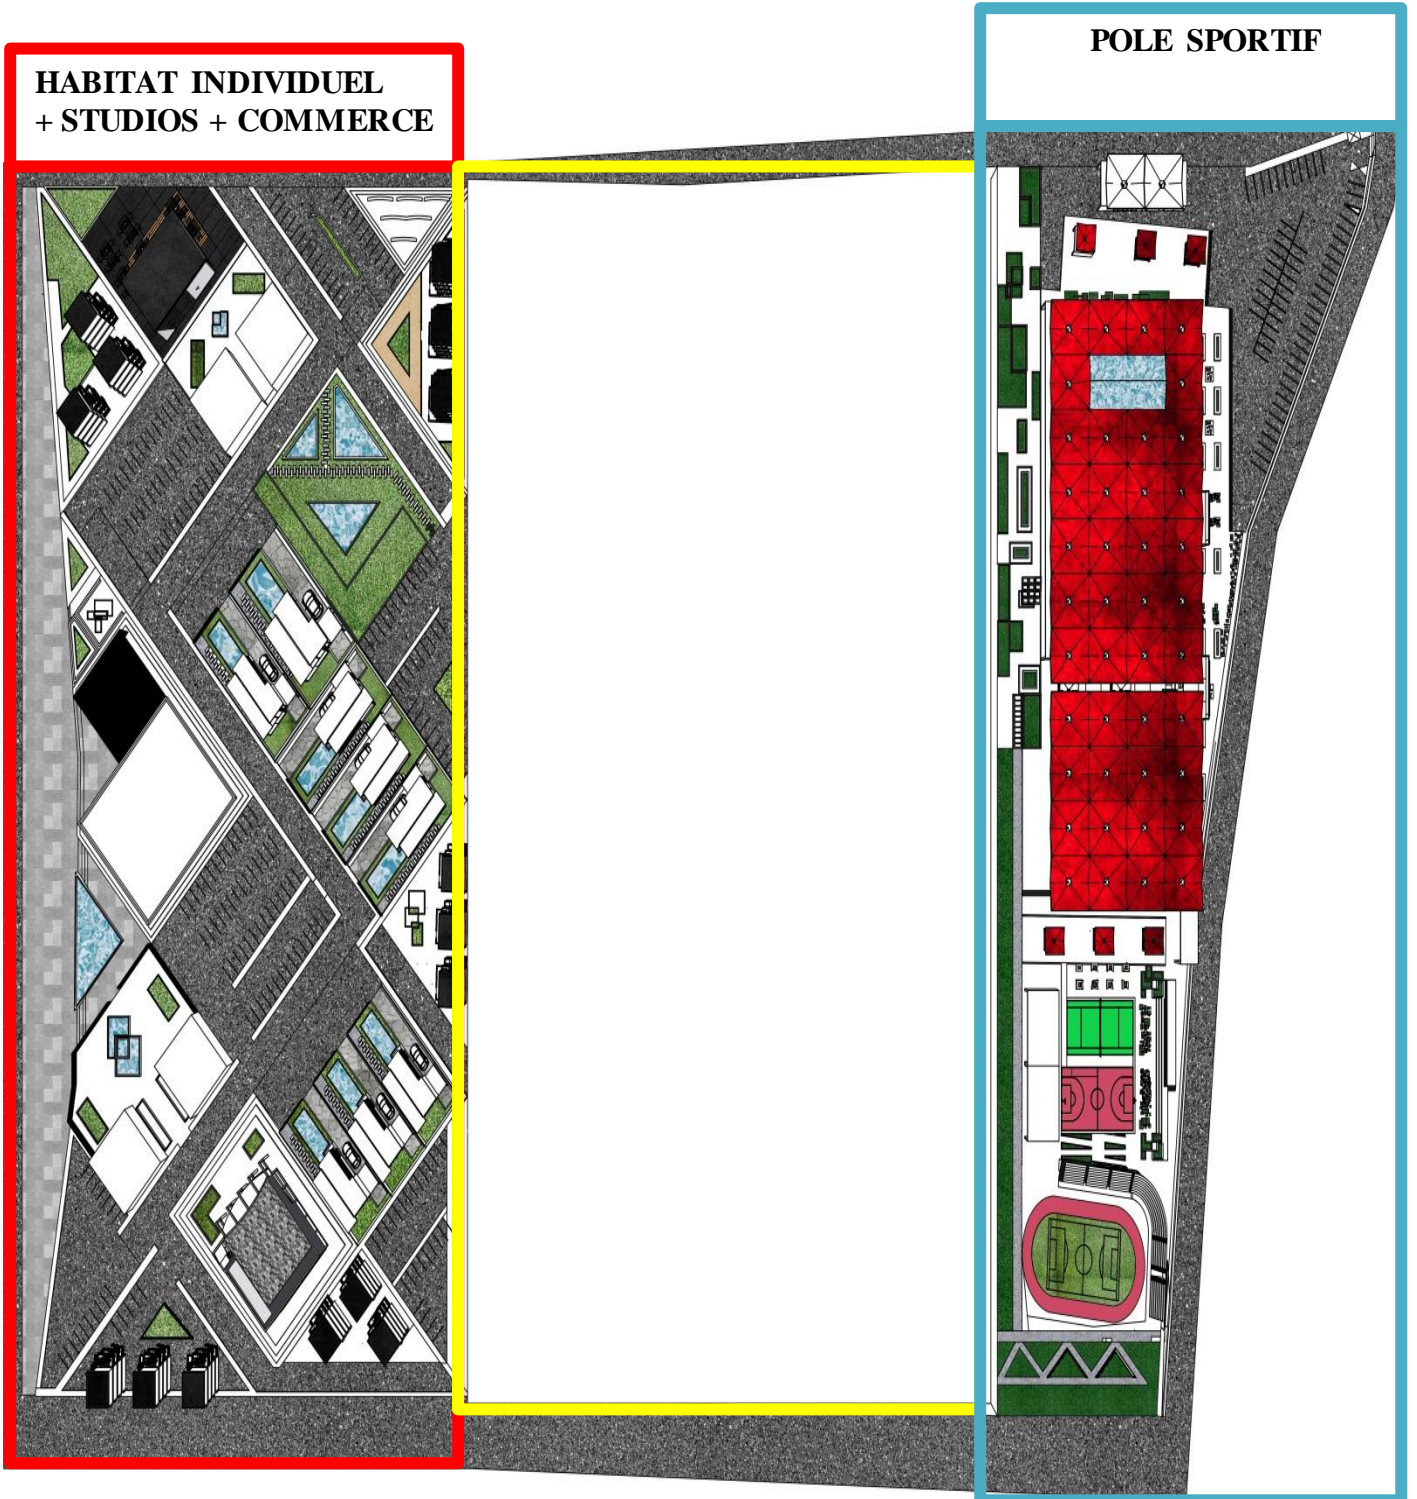 HABITAT INDIVIDUEL
+ STUDIOS + COMMERCE
POLE SPORTIF